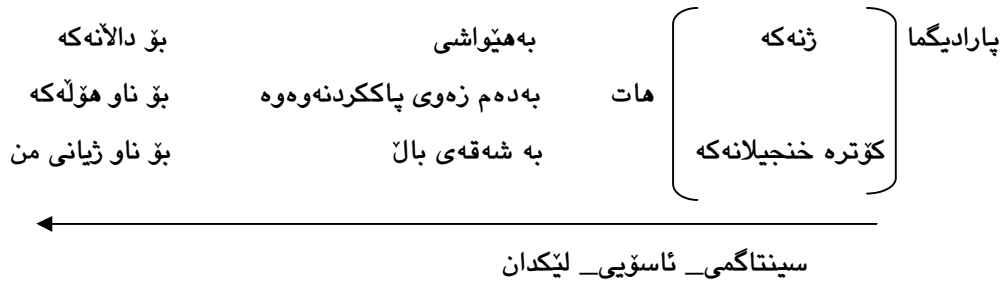 پارادیگما ژنەکە بەهێواشی بۆ دالآنەکە
هات بەدەم زەوی پاککردنەوەوە بۆ ناو هۆڵەکە
کۆترە خنجیلانەکە بە شەقەی باڵ بۆ ناو ژیانی من
سینتاگمی_ ئاسۆیی_ لێکدان